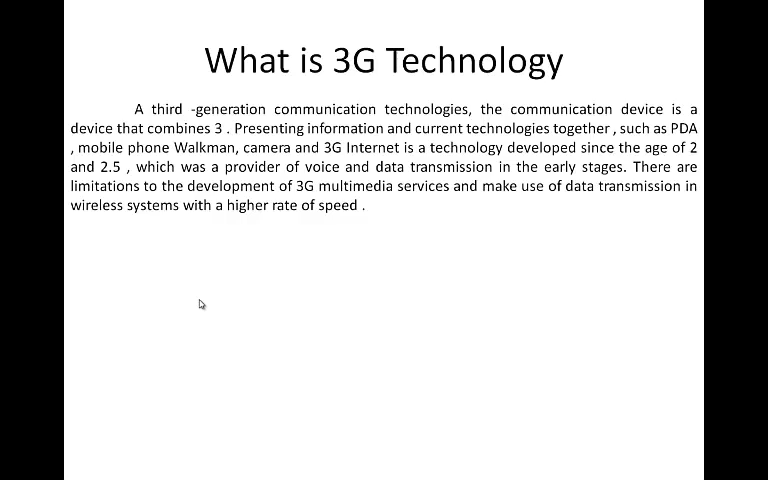 What is 3G Technology
A third -generation communication technologies, the communication device is a
device that combines 3 . Presenting information and current technologies together , such as PDA
, mobile phone Walkman, camera and 3G Internet is a technology developed since the age of 2
and 2.5 , which was a provider of voice and data transmission in the early stages. There are
limitations to the development of 3G multimedia services and make use of data transmission in
wireless systems with a higher rate of speed .